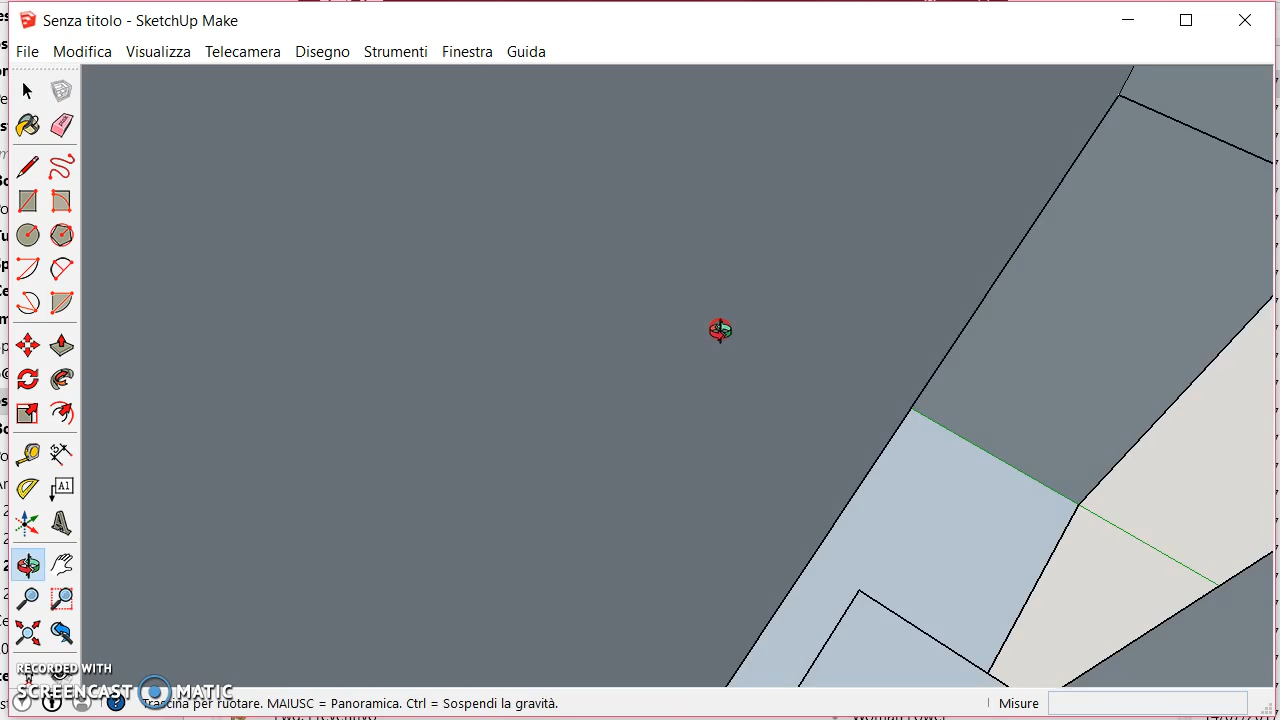 Senza titolo - SketchUp Make
File Modifica Visualizza Telecamera Disegno Strumenti Finestra Guida
A1
RECORDED WITH
SCREENCAST MATIC
Trascina per ruotare. MAIUSC = Panoramica. Ctrl = Sospendi la gravità.
Misure